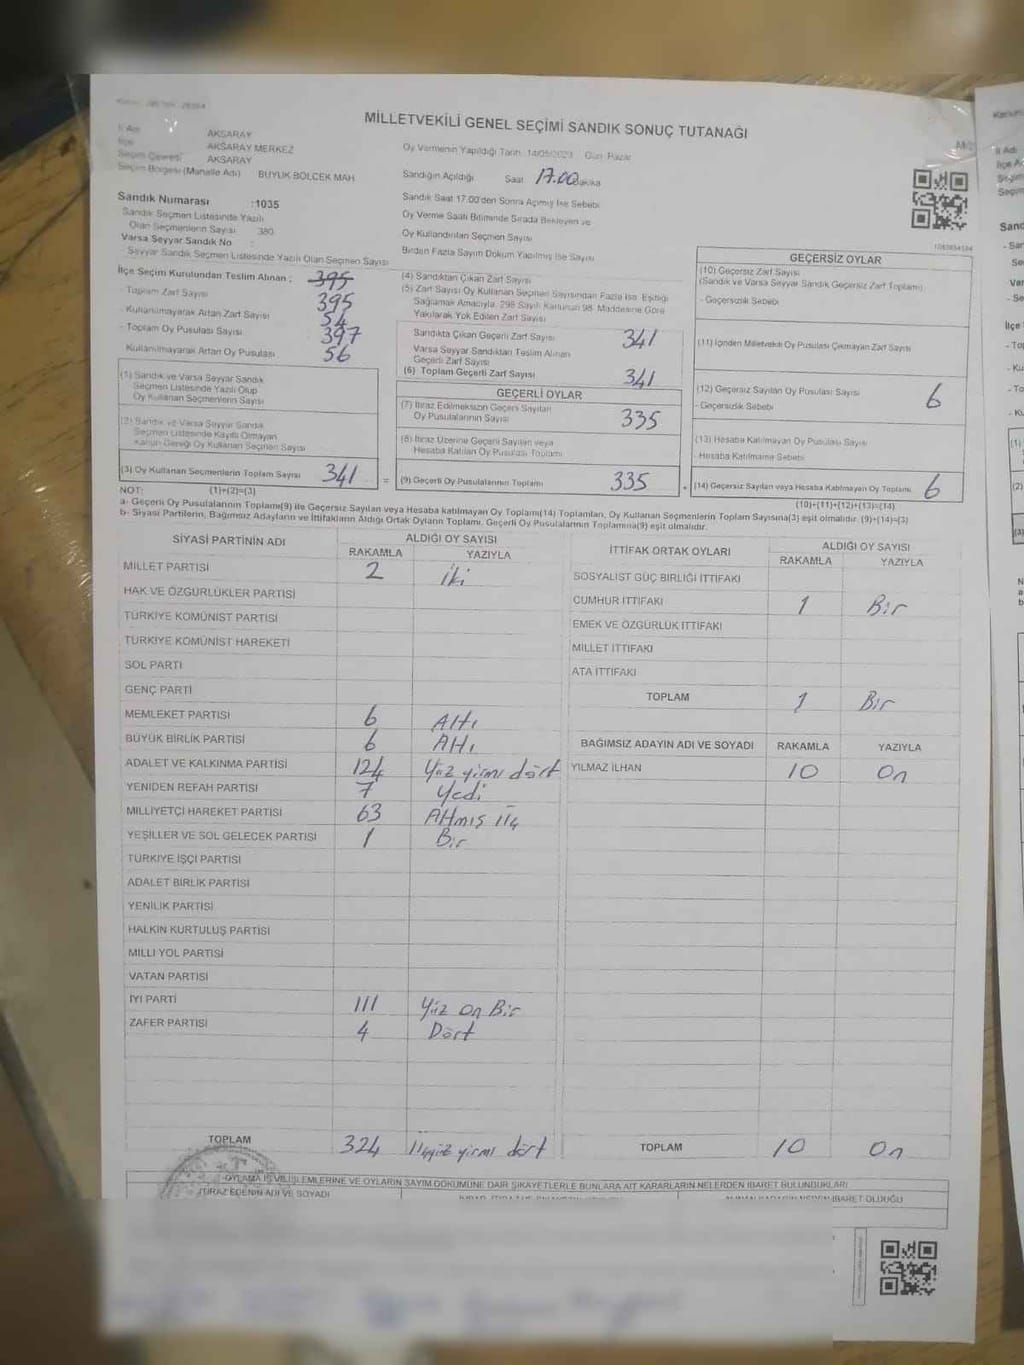 MİLLETVEKİLİ GENEL SEÇİMİ SANDIK SONUÇ TUTANAĞI
İl Adı AKSARAY
İlçe AKSARAY MERKEZ
Seçim Çevresi AKSARAY
Seçim Bölgesi (Mahalle Adı) BÜYÜK BÖLCEK MAH
Oy Vermenin Yapıldığı Tarih: 14/05/2023 Gün: Pazar
Sandığın Açıldığı Saat 17.00 Dakika
Sandık Numarası :1035
Sandık Seçmen Listesinde Yazılı
Olan Seçmenlerin Sayısı 380
Varsa Seyyar Sandık No :
Seyyar Sandık Seçmen Listesinde Yazılı Olan Seçmen Sayısı
Sandık Saat 17.00'den Sonra Açılmış İse Sebebi
Oy Verme Saati Bitiminde Sırada Bekleyen ve
Oy Kullandırılan Seçmen Sayısı
Birden Fazla Sayım Döküm Yapılmış İse Sayısı
İlçe Seçim Kurulundan Teslim Alınan : 395
- Toplam Zarf Sayısı 395
- Kullanılmayarak Artan Zarf Sayısı 54
- Toplam Oy Pusulası Sayısı 397
Kullanılmayarak Artan Oy Pusulası 56
(1) Sandık ve Varsa Seyyar Sandık
Seçmen Listesinde Yazılı Olup
Oy Kullanan Seçmenlerin Sayısı
(2) Sandık ve Varsa Seyyar Sandık
Seçmen Listesinde Kayıtlı Olmayan
Kanun Gereği Oy Kullanan Seçmen Sayısı
(3) Oy Kullanan Seçmenlerin Toplam Sayısı 341
(4) Sandıktan Çıkan Zarf Sayısı
(5) Zarf Sayısı Oy Kullanan Seçmen Sayısından Fazla İse, Eşitliği
Sağlamak Amacıyla, 298 Sayılı Kanunun 98. Maddesine Göre
Yakılarak Yok Edilen Zarf Sayısı
Sandıkta Çıkan Geçerli Zarf Sayısı 341
Varsa Seyyar Sandıktan Teslim Alınan
Geçerli Zarf Sayısı
(6) Toplam Geçerli Zarf Sayısı 341
GEÇERLİ OYLAR
(7) İtiraz Edilmeksizin Geçerli Sayılan
Oy Pusulalarının Sayısı 335
(8) İtiraz Üzerine Geçerli Sayılan veya
Hesaba Katılan Oy Pusulaları Toplamı
= (9) Geçerli Oy Pusulalarının Toplamı 335
GEÇERSİZ OYLAR
(10) Geçersiz Zarf Sayısı
(Sandık ve Varsa Seyyar Sandık Geçersiz Zarf Toplamı)
- Geçersizlik Sebebi
(11) İçinden Milletvekili Oy Pusulası Çıkmayan Zarf Sayısı
(12) Geçersiz Sayılan Oy Pusulası Sayısı 6
- Geçersizlik Sebebi
(13) Hesaba Katılmayan Oy Pusulası Sayısı
Hesaba Katılmama Sebebi
+ (14) Geçersiz Sayılan veya Hesaba Katılmayan Oy Toplamı 6
NOT: (1)+(2)=(3) (10)+(11)+(12)+(13)=(14)
a- Geçerli Oy Pusulalarının Toplamı(9) ile Geçersiz Sayılan veya Hesaba katılmayan Oy Toplamı(14) Toplamları, Oy Kullanan Seçmenlerin Toplam Sayısına(3) eşit olmalıdır. (9)+(14)=(3)
b- Siyasi Partilerin, Bağımsız Adayların ve İttifakların Aldığı Ortak Oyların Toplamı, Geçerli Oy Pusulalarının Toplamına(9) eşit olmalıdır.
SİYASİ PARTİNİN ADI ALDIĞI OY SAYISI
RAKAMLA YAZIYLA
MİLLET PARTİSİ 2 iki
HAK VE ÖZGÜRLÜKLER PARTİSİ
TÜRKİYE KOMÜNİST PARTİSİ
TÜRKİYE KOMÜNİST HAREKETİ
SOL PARTİ
GENÇ PARTİ
MEMLEKET PARTİSİ 6 Altı
BÜYÜK BİRLİK PARTİSİ 6 Altı
ADALET VE KALKINMA PARTİSİ 124 Yüz yirmi dört
YENİDEN REFAH PARTİSİ 7 Yedi
MİLLİYETÇİ HAREKET PARTİSİ 63 Altmış üç
YEŞİLLER VE SOL GELECEK PARTİSİ 1 Bir
TÜRKİYE İŞÇİ PARTİSİ
ADALET BİRLİK PARTİSİ
YENİLİK PARTİSİ
HALKIN KURTULUŞ PARTİSİ
MİLLİ YOL PARTİSİ
VATAN PARTİSİ
İYİ PARTİ 111 Yüz on Bir
ZAFER PARTİSİ 4 Dört
TOPLAM 324 Üçyüz yirmi dört
İTTİFAK ORTAK OYLARI ALDIĞI OY SAYISI
RAKAMLA YAZIYLA
SOSYALİST GÜÇ BİRLİĞİ İTTİFAKI
CUMHUR İTTİFAKI 1 Bir
EMEK VE ÖZGÜRLÜK İTTİFAKI
MİLLET İTTİFAKI
ATA İTTİFAKI
TOPLAM 1 Bir
BAĞIMSIZ ADAYIN ADI VE SOYADI RAKAMLA YAZIYLA
YILMAZ İLHAN 10 On
TOPLAM 10 On
OYLAMA İŞ VE İŞLEMLERİNE VE OYLARIN SAYIM DÖKÜMÜNE DAİR ŞİKAYETLERLE BUNLARA AİT KARARLARIN NELERDEN İBARET BULUNDUKLARI
İTİRAZ EDENİN ADI VE SOYADI